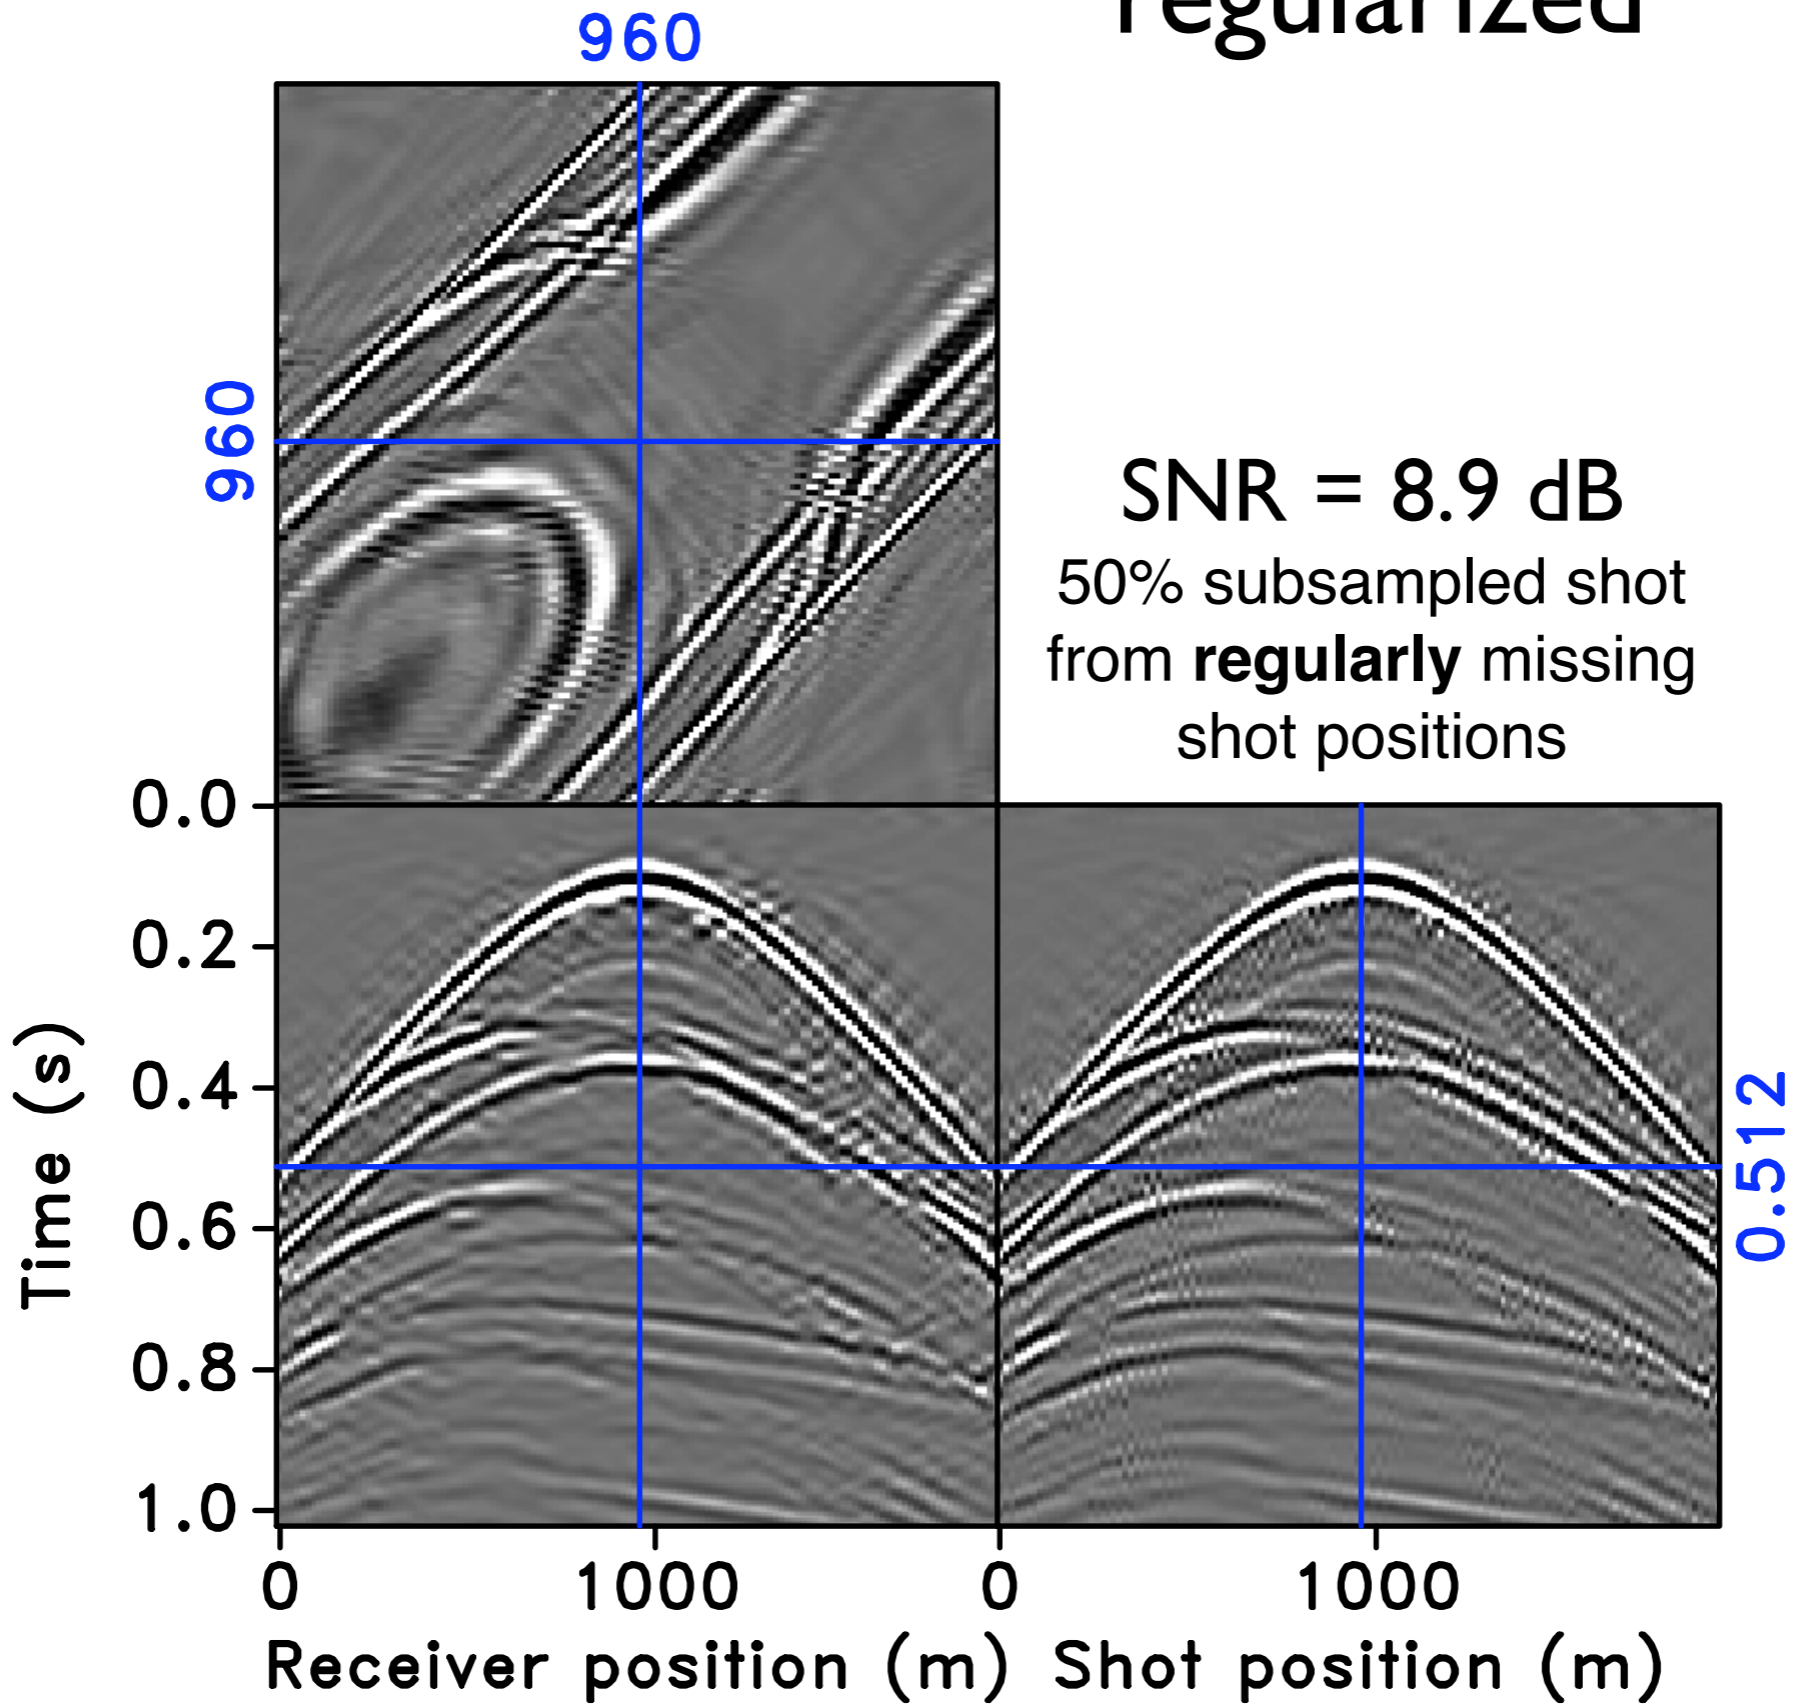 regularized
960
960
SNR = 8.9 dB
50% subsampled shot
from regularly missing
shot positions
0.0
0.2
0.4
0.6
0.8
1.0
Time (s)
0.512
0 1000 0 1000
Receiver position (m) Shot position (m)